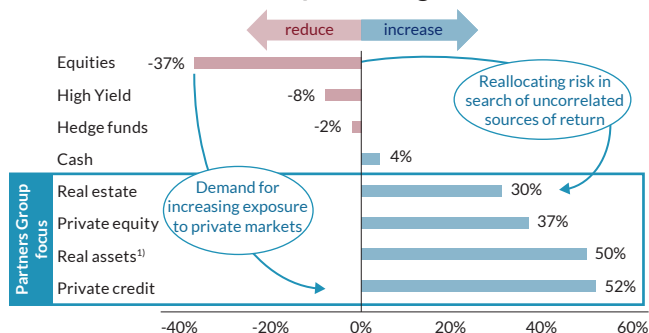 reduce increase
Equities -37%
High Yield -8%
Hedge funds -2%
Cash 4%
Reallocating risk in
search of uncorrelated
sources of return
Partners Group
focus
Real estate 30%
Private equity 37%
Real assets¹⁾ 50%
Private credit 52%
Demand for
increasing exposure
to private markets
-40% -20% 0% 20% 40% 60%